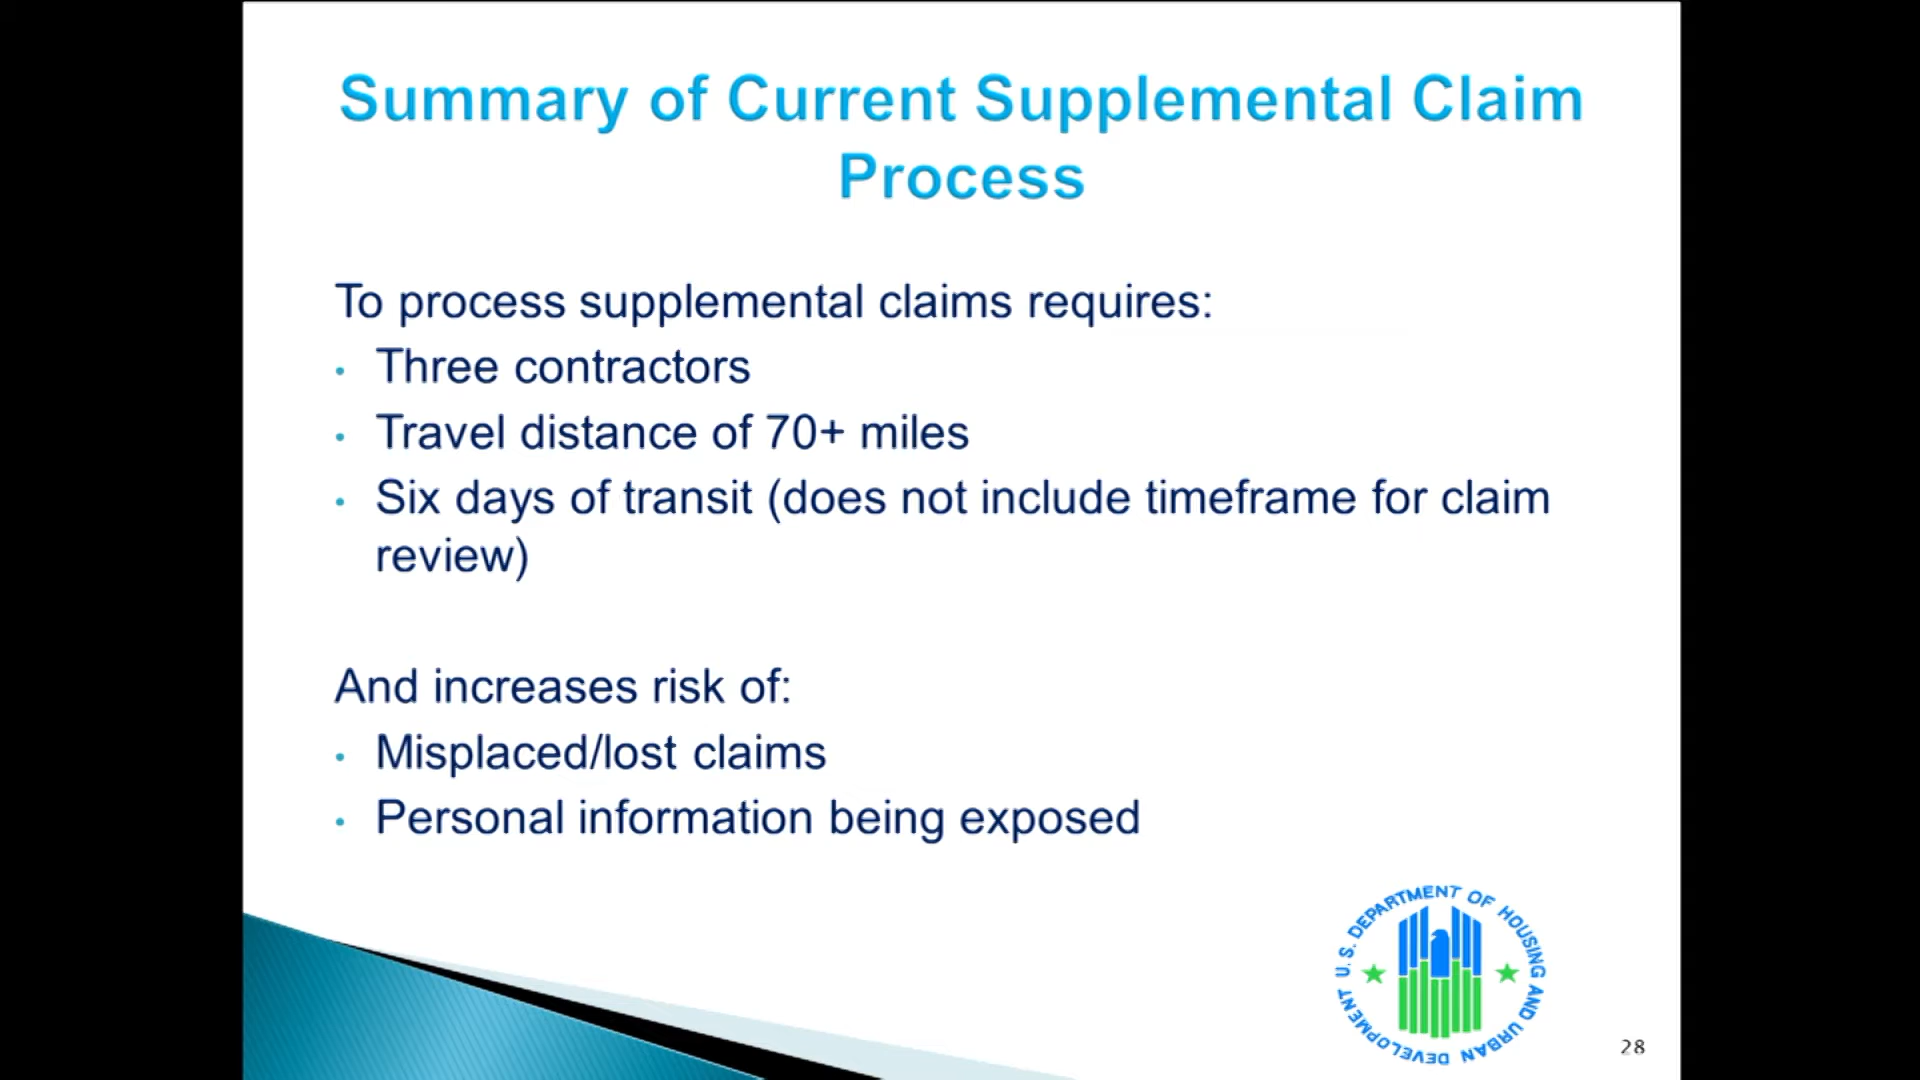 Summary of Current Supplemental Claim
Process
To process supplemental claims requires:
• Three contractors
• Travel distance of 70+ miles
• Six days of transit (does not include timeframe for claim
review)
And increases risk of:
• Misplaced/lost claims
• Personal information being exposed
U.S. DEPARTMENT OF HOUSING AND URBAN DEVELOPMENT
28